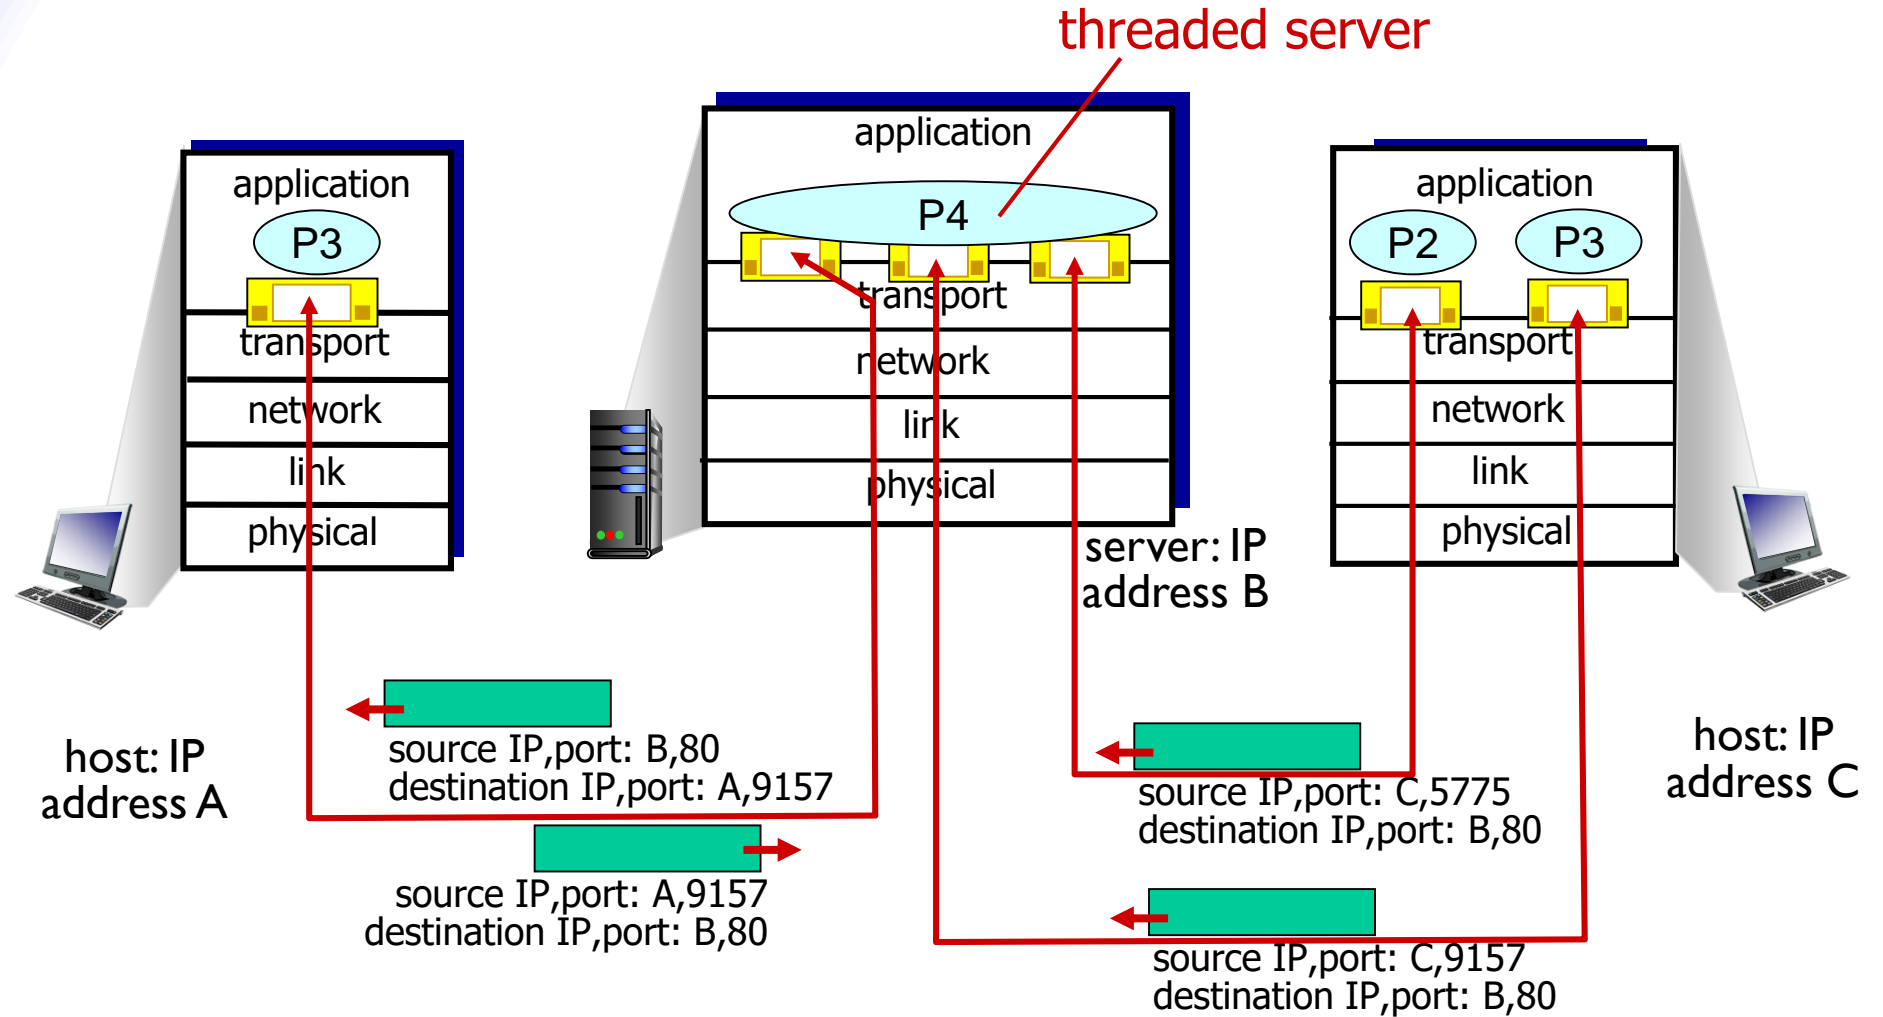 threaded server
application
P3
transport
network
link
physical
application
P4
transport
network
link
physical
application
P2
P3
transport
network
link
physical
server: IP
address B
host: IP
address A
source IP,port: B,80
destination IP,port: A,9157
source IP,port: A,9157
destination IP,port: B,80
source IP,port: C,5775
destination IP,port: B,80
source IP,port: C,9157
destination IP,port: B,80
host: IP
address C